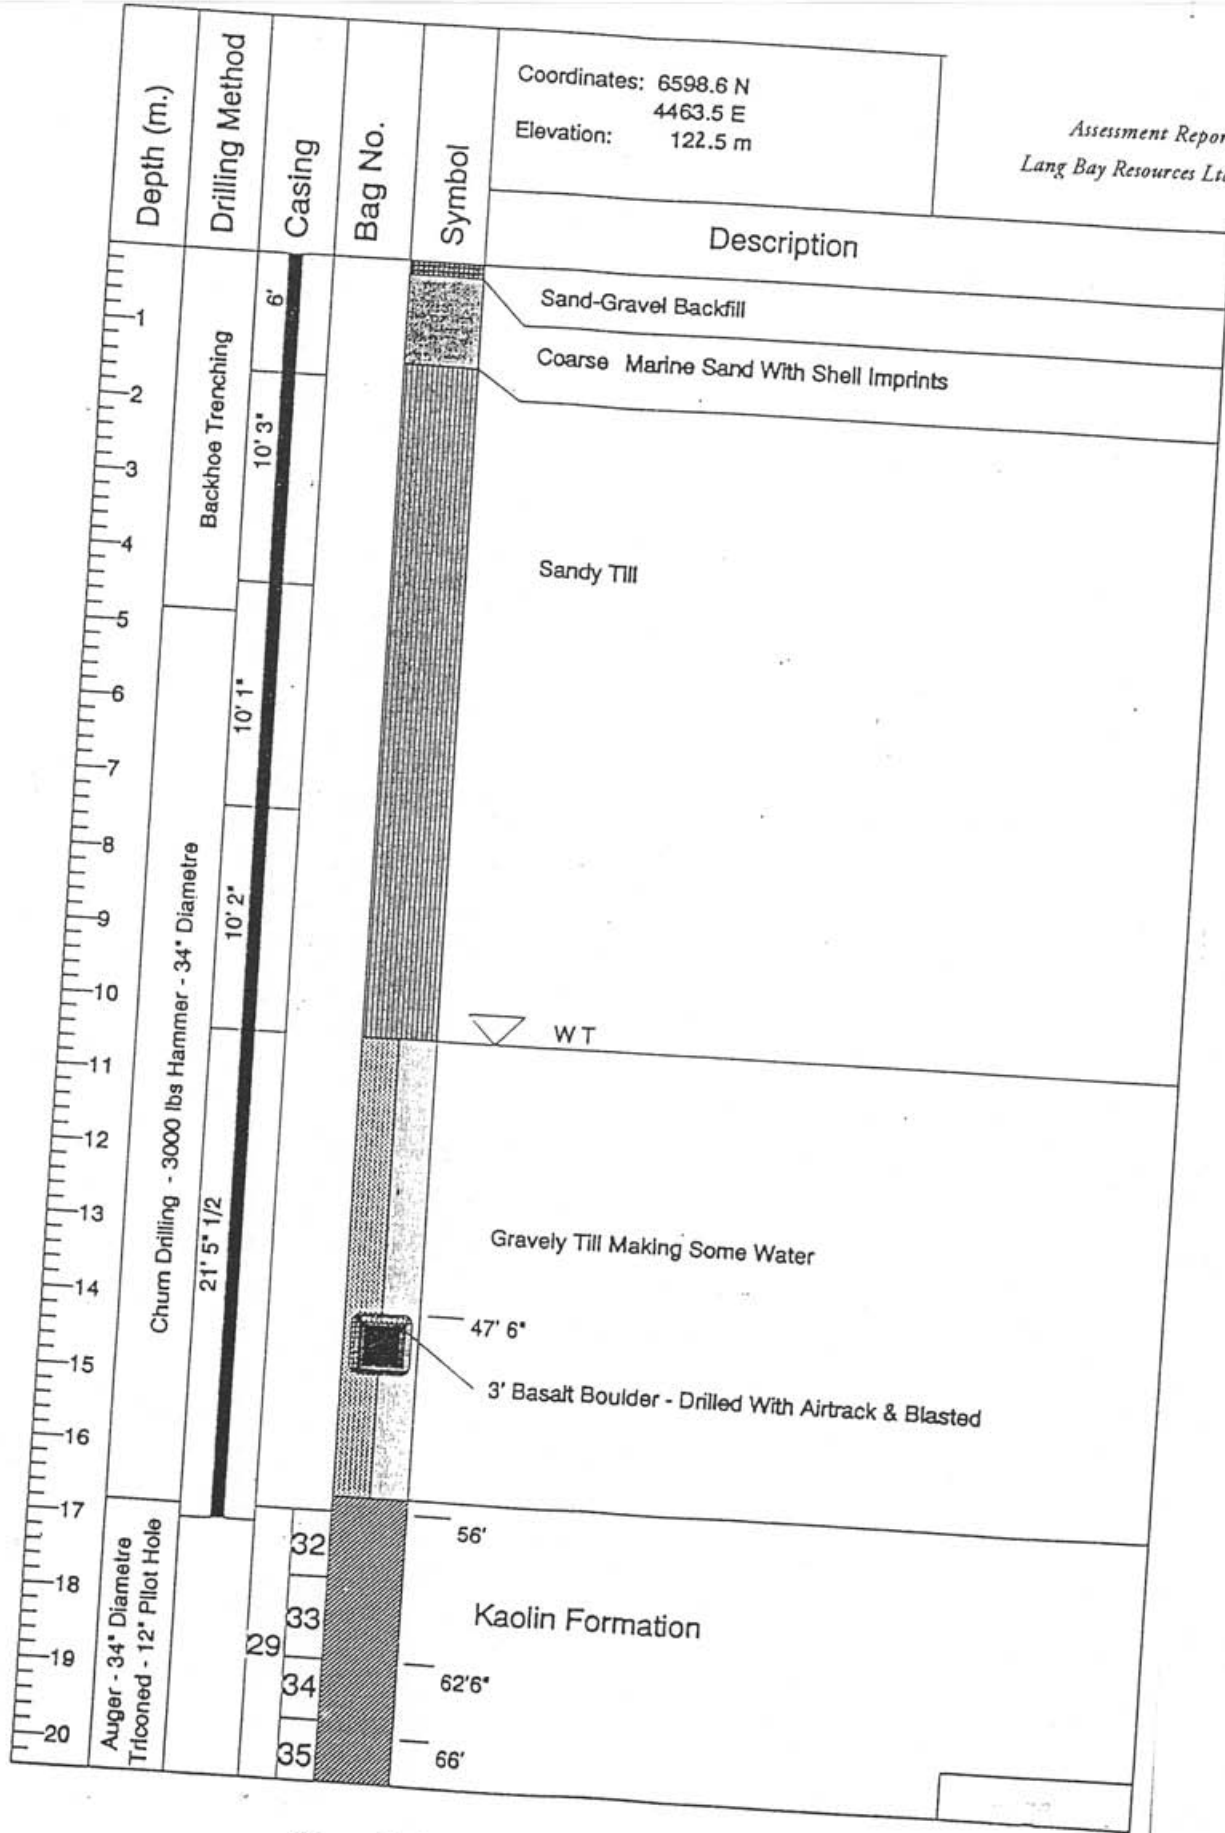 Coordinates: 6598.6 N
4463.5 E
Elevation: 122.5 m
Assessment Repor
Lang Bay Resources Lt
Depth (m.)
Drilling Method
Casing
Bag No.
Symbol
Description
1
2
3
4
5
6
7
8
9
10
11
12
13
14
15
16
17
18
19
20
Backhoe Trenching
Churn Drilling - 3000 lbs Hammer - 34" Diametre
Auger - 34" Diametre
Triconed - 12" Pilot Hole
6'
10' 3"
10' 1"
10' 2"
21' 5" 1/2
29
32
33
34
35
Sand-Gravel Backfill
Coarse Marine Sand With Shell Imprints
Sandy Till
WT
Gravely Till Making Some Water
47' 6"
3' Basalt Boulder - Drilled With Airtrack & Blasted
56'
Kaolin Formation
62'6"
66'